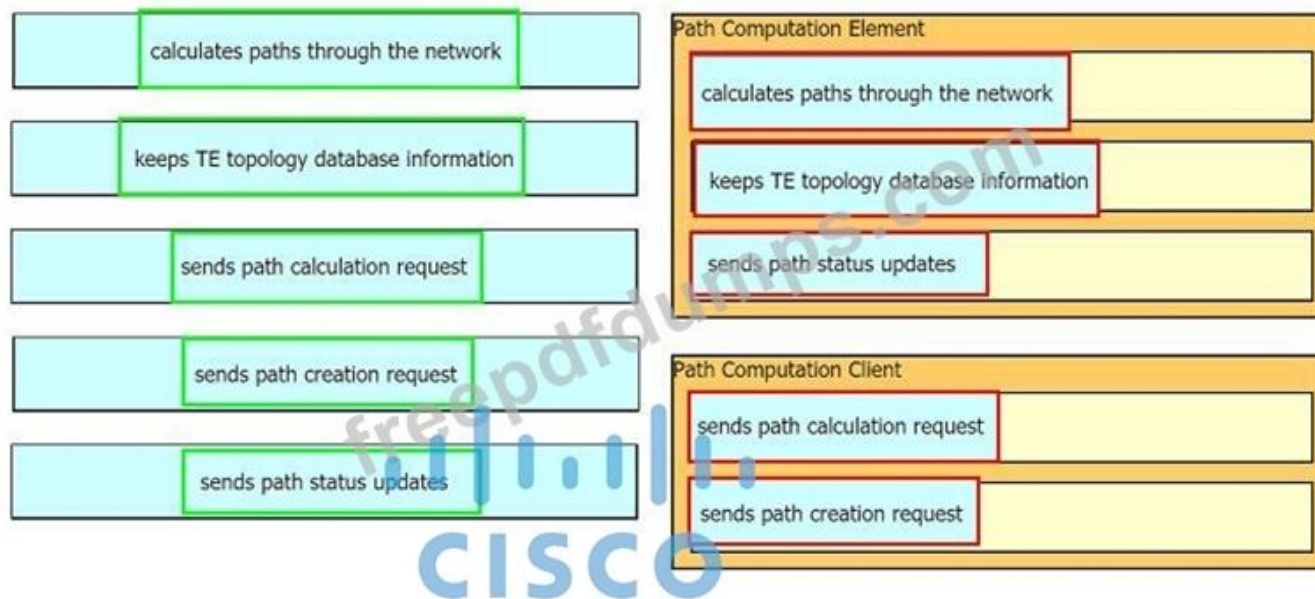 calculates paths through the network
keeps TE topology database information
sends path calculation request
sends path creation request
sends path status updates
Path Computation Element
calculates paths through the network
keeps TE topology database information
sends path status updates
Path Computation Client
sends path calculation request
sends path creation request
freepdfdumps.com
CISCO